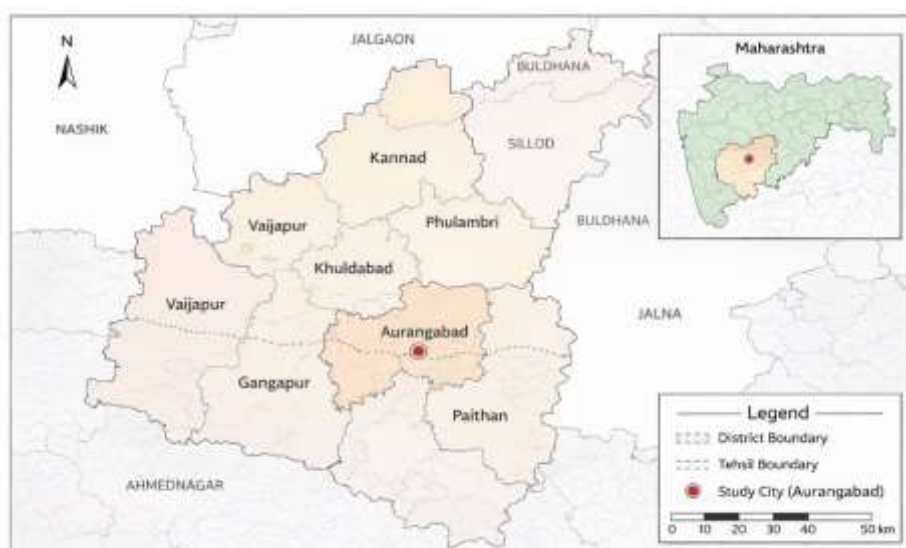 N
JALGAON
BULDHANA
NASHIK
SILLOD
Kannad
Vaijapur
Phulambri
BULDHANA
Khuldabad
Vaijapur
Aurangabad
JALNA
Gangapur
Paithan
AHMEDNAGAR
Maharashtra
Legend
District Boundary
Tehsil Boundary
Study City (Aurangabad)
0 10 20 30 40 50 km